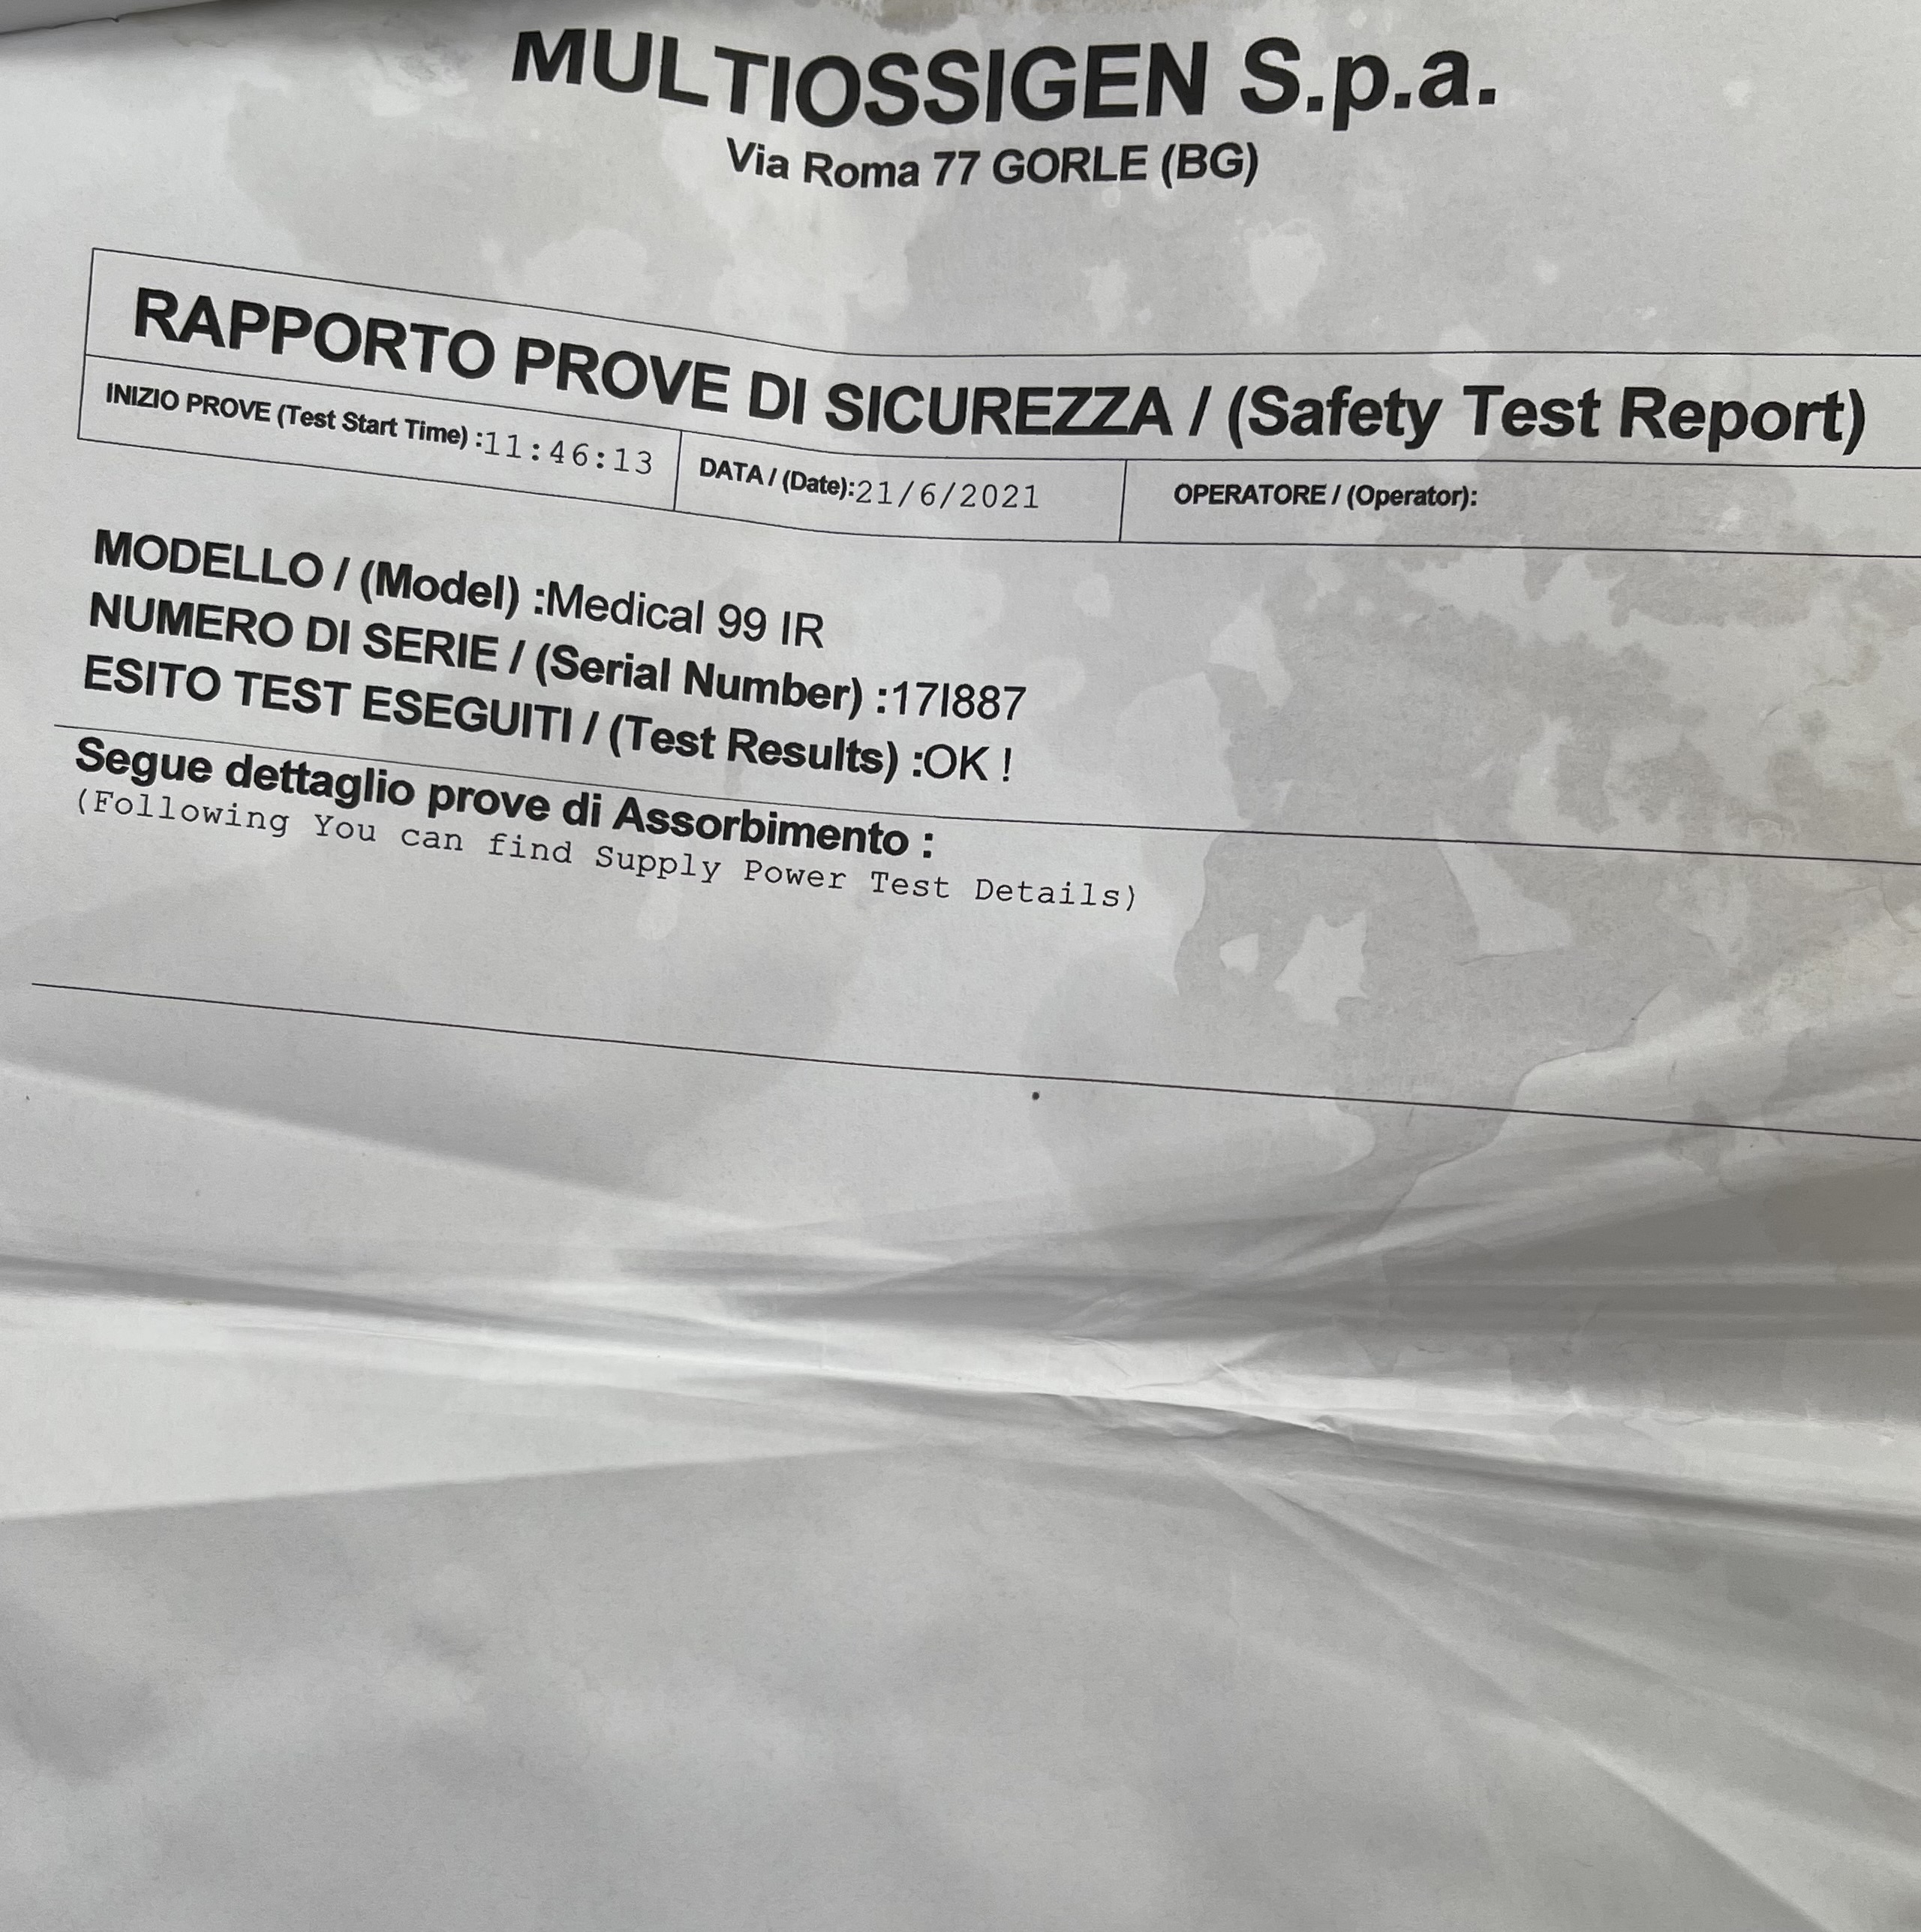 MULTIOSSIGEN S.p.a.
Via Roma 77 GORLE (BG)
RAPPORTO PROVE DI SICUREZZA / (Safety Test Report)
INIZIO PROVE (Test Start Time) :11:46:13 DATA / (Date):21/6/2021 OPERATORE / (Operator):
MODELLO / (Model) :Medical 99 IR
NUMERO DI SERIE / (Serial Number) :17I887
ESITO TEST ESEGUITI / (Test Results) :OK !
Segue dettaglio prove di Assorbimento :
(Following You can find Supply Power Test Details)